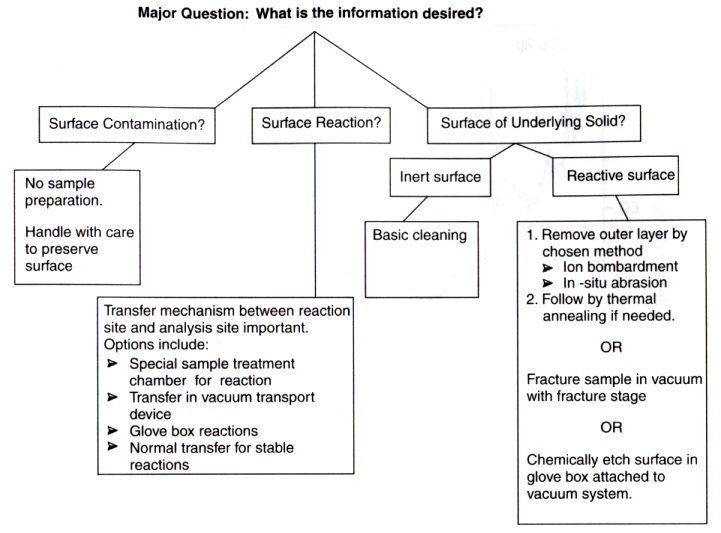 Major Question: What is the information desired?
Surface Contamination?
Surface Reaction?
Surface of Underlying Solid?
No sample
preparation.
Handle with care
to preserve
surface
Inert surface
Reactive surface
Basic cleaning
1. Remove outer layer by
chosen method
➢ Ion bombardment
➢ In -situ abrasion
2. Follow by thermal
annealing if needed.
OR
Fracture sample in vacuum
with fracture stage
OR
Chemically etch surface in
glove box attached to
vacuum system.
Transfer mechanism between reaction
site and analysis site important.
Options include:
➢ Special sample treatment
chamber for reaction
➢ Transfer in vacuum transport
device
➢ Glove box reactions
➢ Normal transfer for stable
reactions